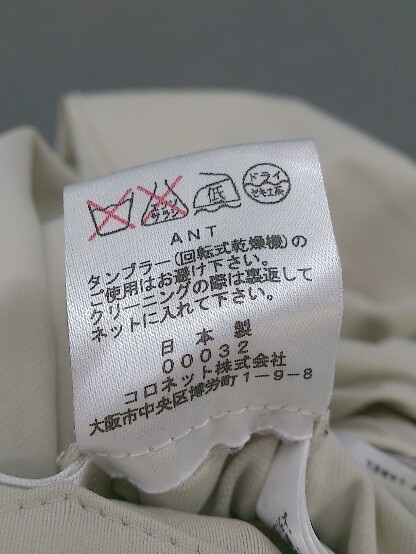 エンソ
サラシ
低
ドライ
セキユ系
ANT
タンブラー(回転式乾燥機)の
ご使用はお避け下さい。
クリーニングの際は裏返して
ネットに入れて下さい。
日本製
00032
コロネット株式会社
大阪市中央区博労町1-9-8